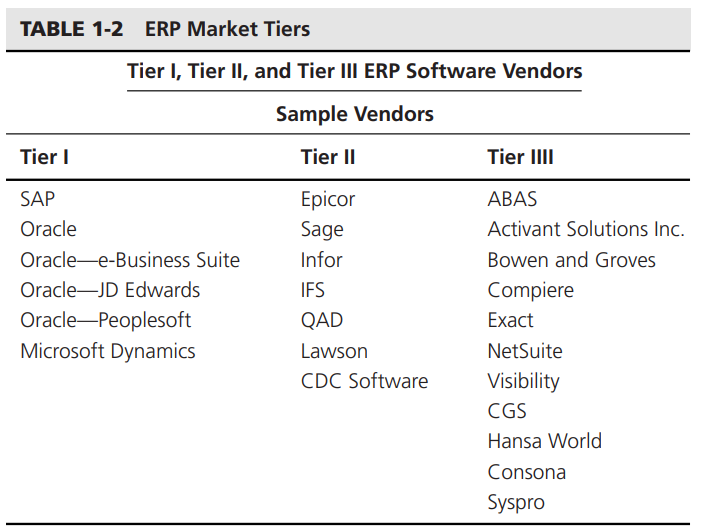 TABLE 1-2 ERP Market Tiers
Tier I, Tier II, and Tier III ERP Software Vendors
Sample Vendors
Tier I Tier II Tier IIII
SAP Epicor ABAS
Oracle Sage Activant Solutions Inc.
Oracle—e-Business Suite Infor Bowen and Groves
Oracle—JD Edwards IFS Compiere
Oracle—Peoplesoft QAD Exact
Microsoft Dynamics Lawson NetSuite
CDC Software Visibility
CGS
Hansa World
Consona
Syspro